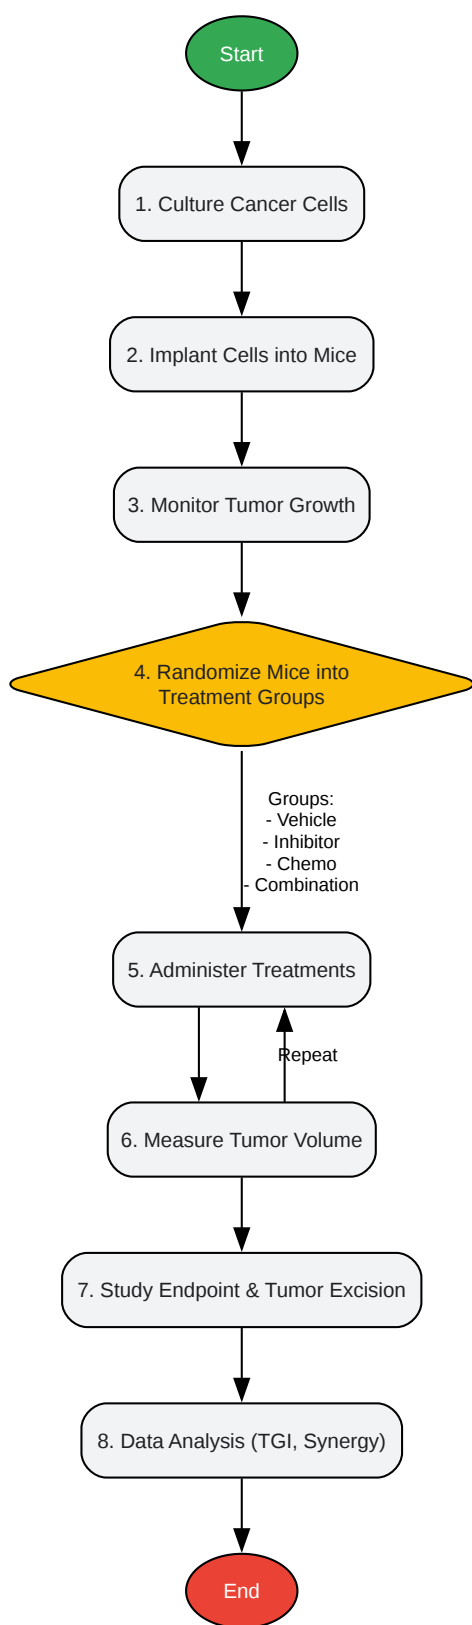 Start
1. Culture Cancer Cells
2. Implant Cells into Mice
3. Monitor Tumor Growth
4. Randomize Mice into
Treatment Groups
Groups:
- Vehicle
- Inhibitor
- Chemo
- Combination
5. Administer Treatments
Repeat
6. Measure Tumor Volume
7. Study Endpoint & Tumor Excision
8. Data Analysis (TGI, Synergy)
End